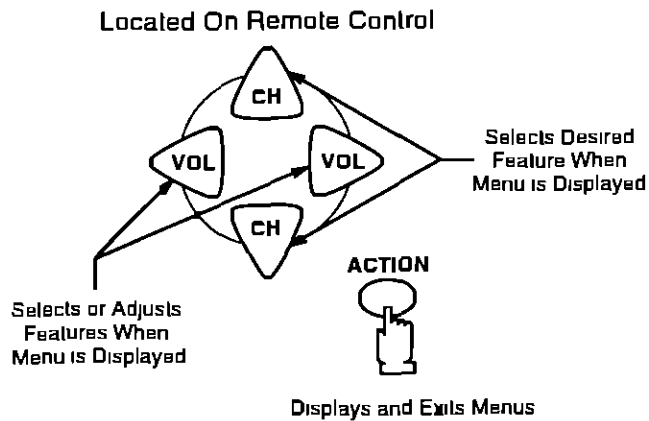 Located On Remote Control
CH
VOL
VOL
CH
Selects Desired
Feature When
Menu is Displayed
ACTION
Selects or Adjusts
Features When
Menu is Displayed
Displays and Exits Menus